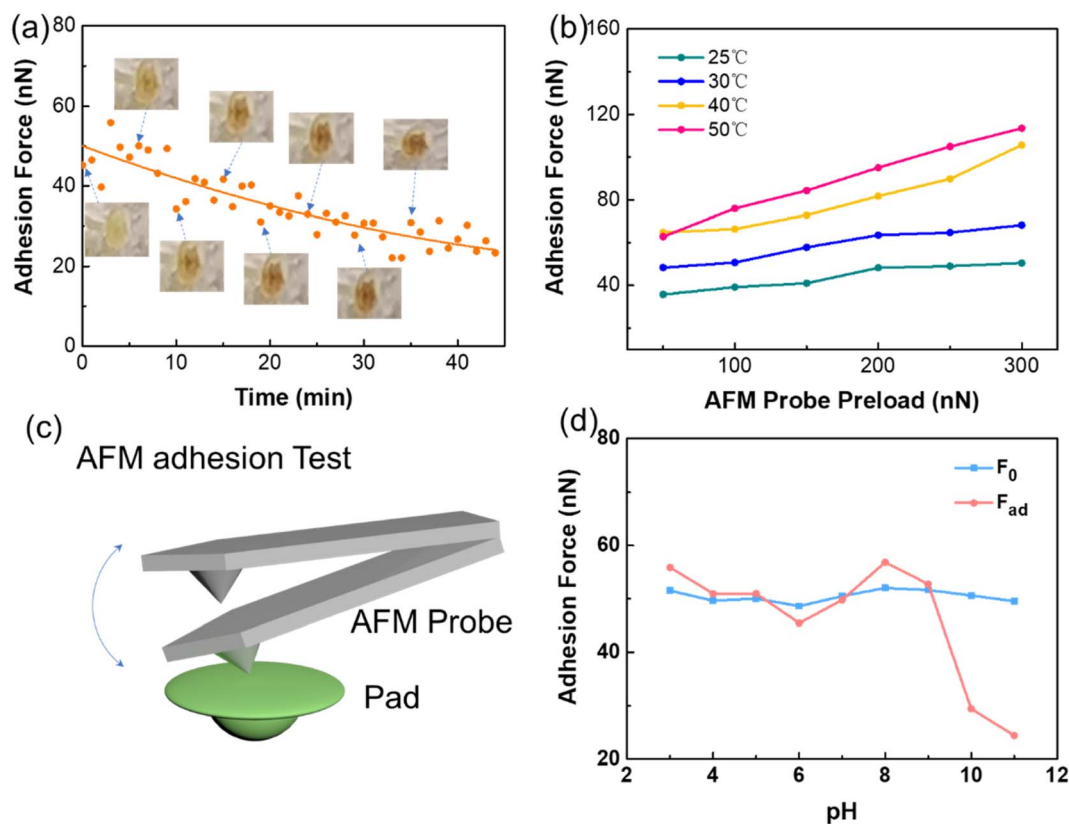 (a)
80
60
40
20
0
Adhesion Force (nN)
0 10 20 30 40
Time (min)
(b)
25℃
30℃
40℃
50℃
160
120
80
40
Adhesion Force (nN)
100 200 300
AFM Probe Preload (nN)
(c)
AFM adhesion Test
AFM Probe
Pad
(d)
80
60
40
20
Adhesion Force (nN)
F0
Fad
2 4 6 8 10 12
pH